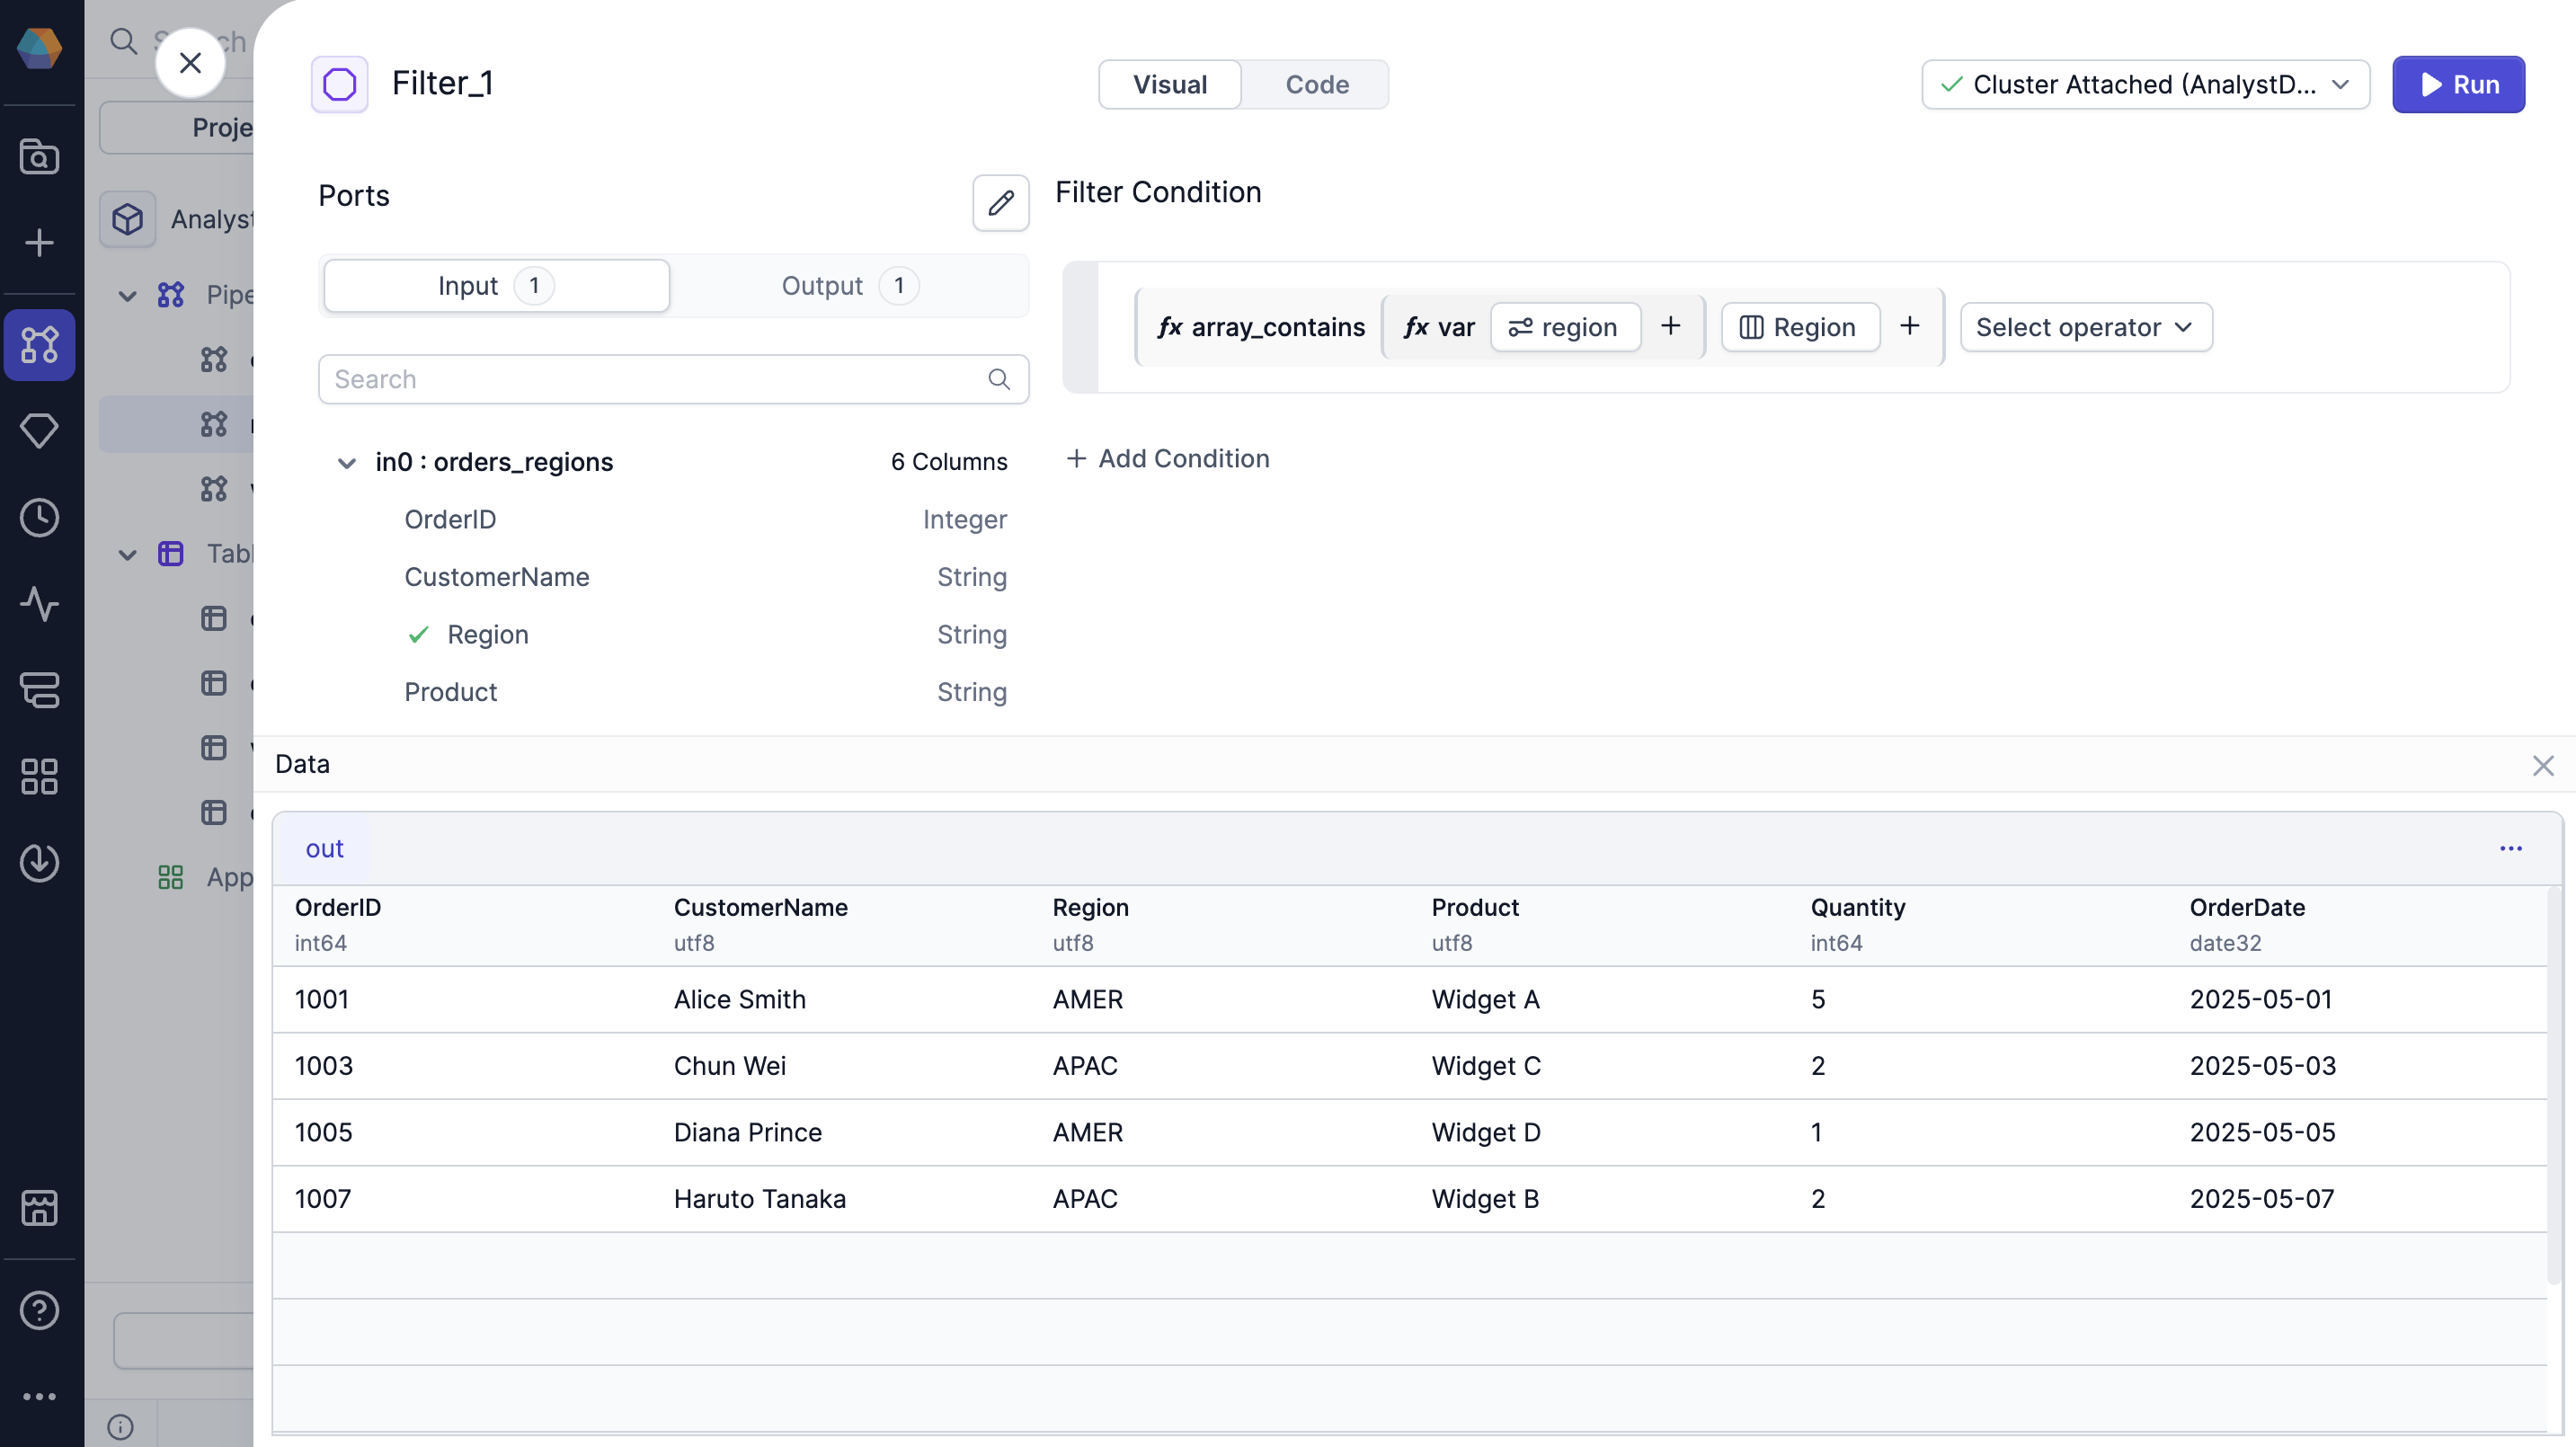 Search
Proje
Analyst
Pipe
Tabl
App
Filter_1
Visual
Code
Cluster Attached (AnalystD...
Run
Ports
Input 1
Output 1
Search
in0 : orders_regions 6 Columns
OrderID Integer
CustomerName String
Region String
Product String
Filter Condition
fx array_contains fx var region + Region + Select operator
+ Add Condition
Data
out
OrderID CustomerName Region Product Quantity OrderDate
int64 utf8 utf8 utf8 int64 date32
1001 Alice Smith AMER Widget A 5 2025-05-01
1003 Chun Wei APAC Widget C 2 2025-05-03
1005 Diana Prince AMER Widget D 1 2025-05-05
1007 Haruto Tanaka APAC Widget B 2 2025-05-07